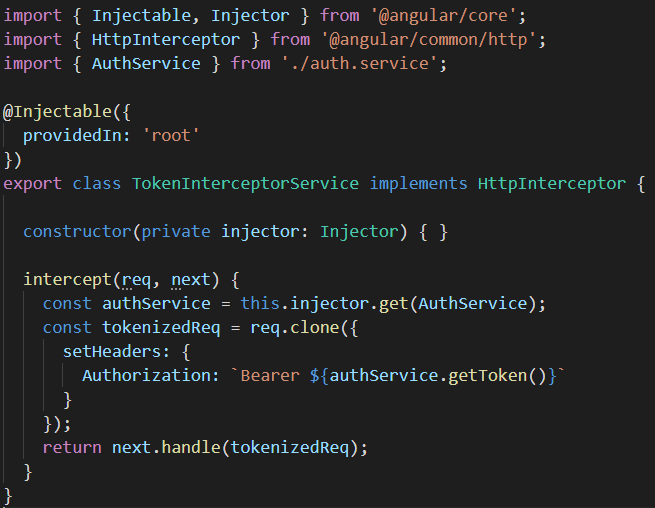 import { Injectable, Injector } from '@angular/core';
import { HttpInterceptor } from '@angular/common/http';
import { AuthService } from './auth.service';

@Injectable({
  providedIn: 'root'
})
export class TokenInterceptorService implements HttpInterceptor {

  constructor(private injector: Injector) { }

  intercept(req, next) {
    const authService = this.injector.get(AuthService);
    const tokenizedReq = req.clone({
      setHeaders: {
        Authorization: `Bearer ${authService.getToken()}`
      }
    });
    return next.handle(tokenizedReq);
  }
}